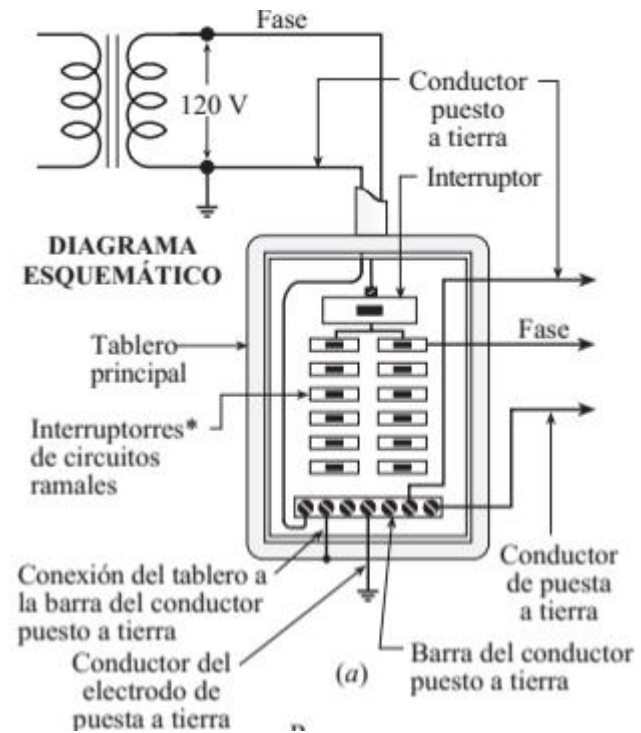 Fase
120 V
Conductor
puesto
a tierra
Interruptor
DIAGRAMA
ESQUEMÁTICO
Tablero
principal
Fase
Interruptorres*
de circuitos
ramales
Conexión del tablero a
la barra del conductor
puesto a tierra
Conductor
de puesta
a tierra
Conductor del
electrodo de
puesta a tierra
(a)
Barra del conductor
puesto a tierra